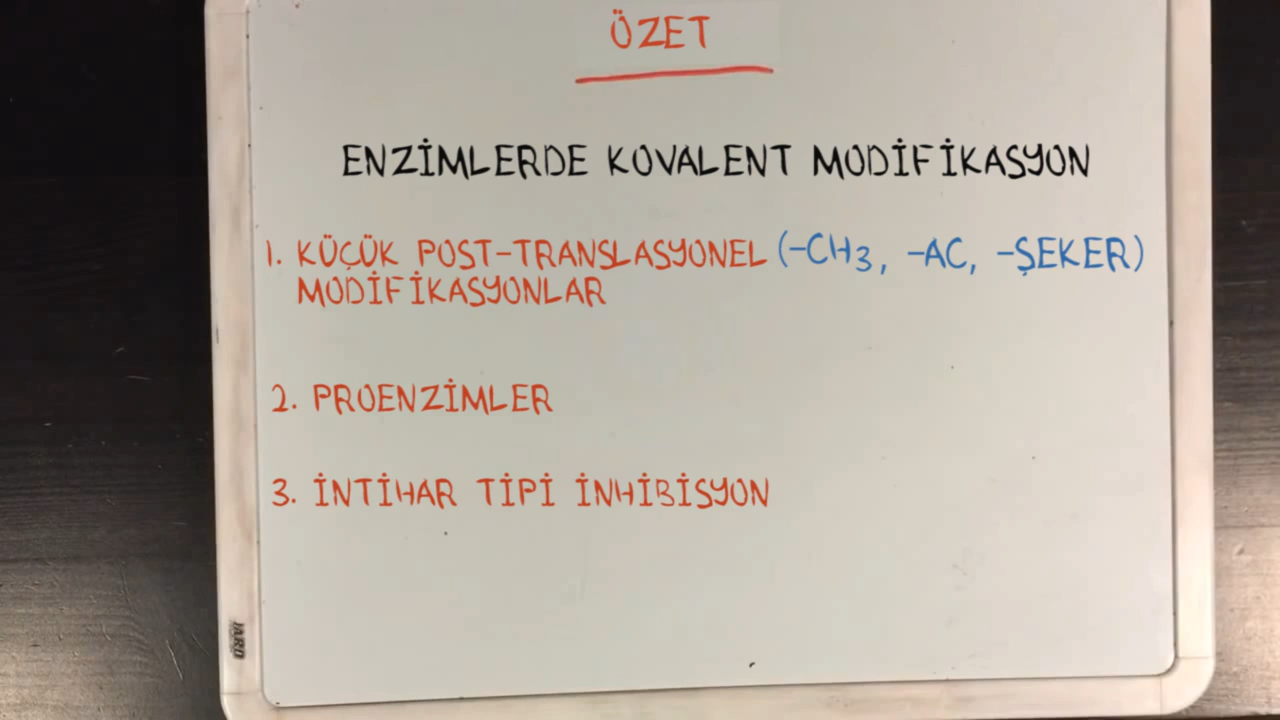 ÖZET
ENZİMLERDE KOVALENT MODİFİKASYON
1. KÜÇÜK POST-TRANSLASYONEL (-CH3, -AC, -ŞEKER)
MODİFİKASYONLAR
2. PROENZİMLER
3. İNTİHAR TİPİ İNHİBİSYON